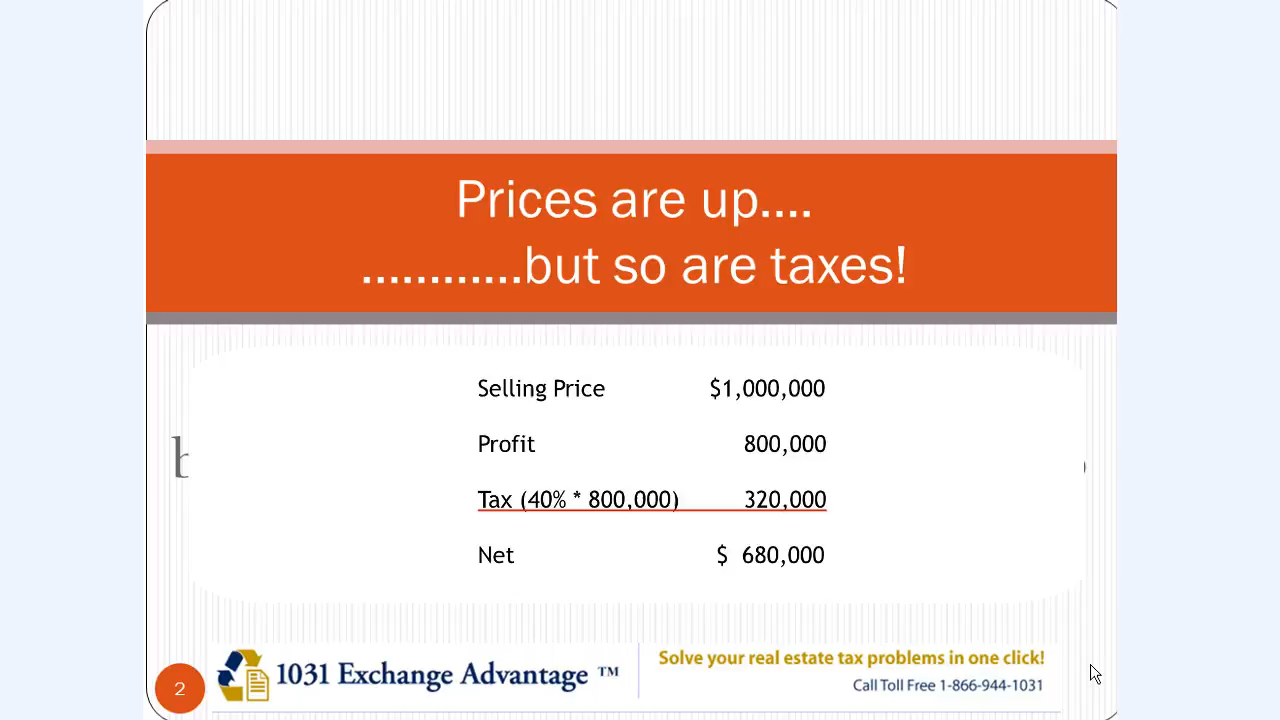 Prices are up....
............but so are taxes!
Selling Price $1,000,000
Profit 800,000
Tax (40% * 800,000) 320,000
Net $ 680,000
2
1031 Exchange Advantage ™
Solve your real estate tax problems in one click!
Call Toll Free 1-866-944-1031